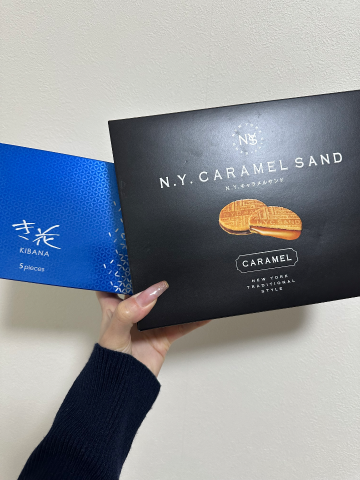 き花
KIBANA
5 pieces
NYS
N.Y. CARAMEL SAND
N.Y.キャラメルサンド
CARAMEL
NEW YORK
TRADITIONAL
STYLE